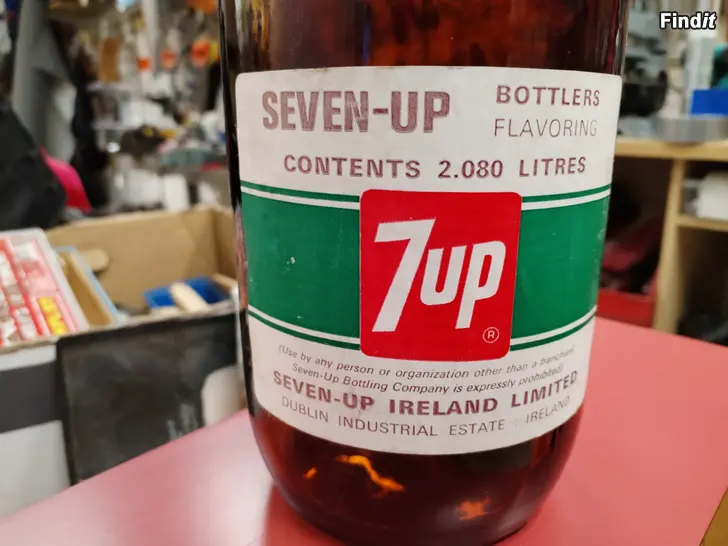 Findit
SEVEN-UP
BOTTLERS
FLAVORING
CONTENTS 2.080 LITRES
7up
®
(Use by any person or organization other than a franchised
Seven-Up Bottling Company is expressly prohibited)
SEVEN-UP IRELAND LIMITED
DUBLIN INDUSTRIAL ESTATE IRELAND